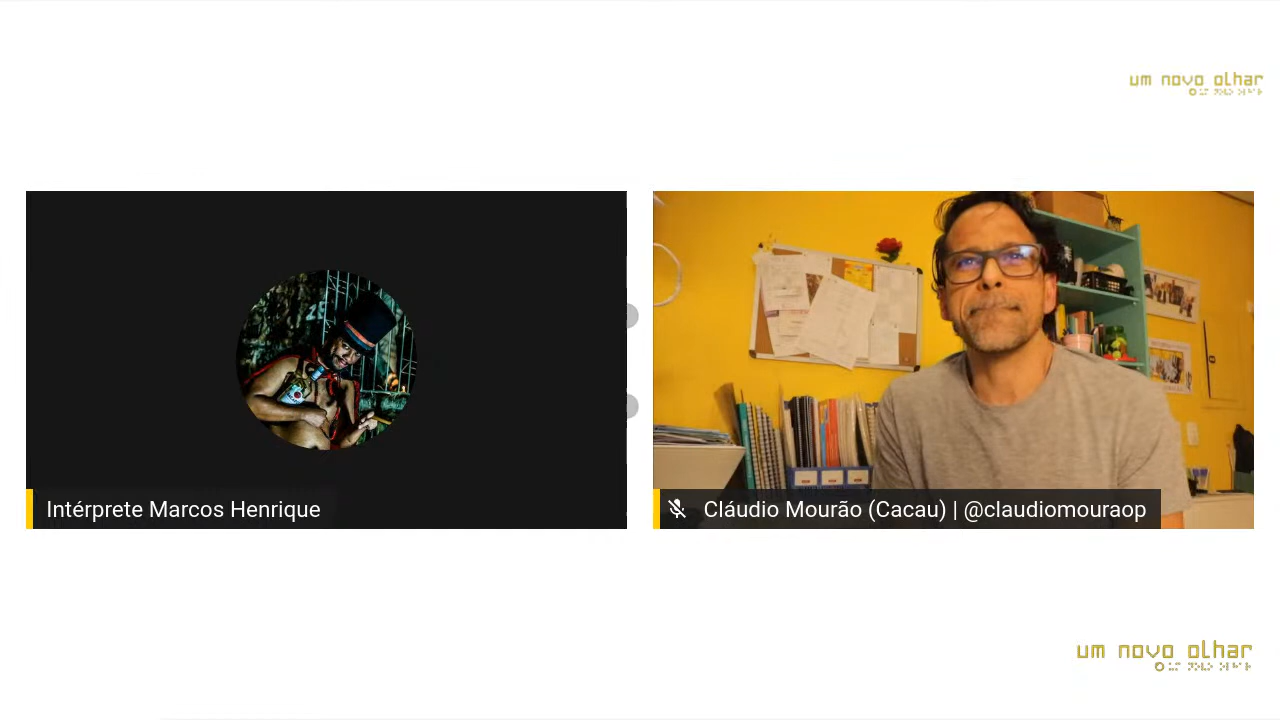 um novo olhar
Intérprete Marcos Henrique
Cláudio Mourão (Cacau) | @claudiomouraop
um novo olhar